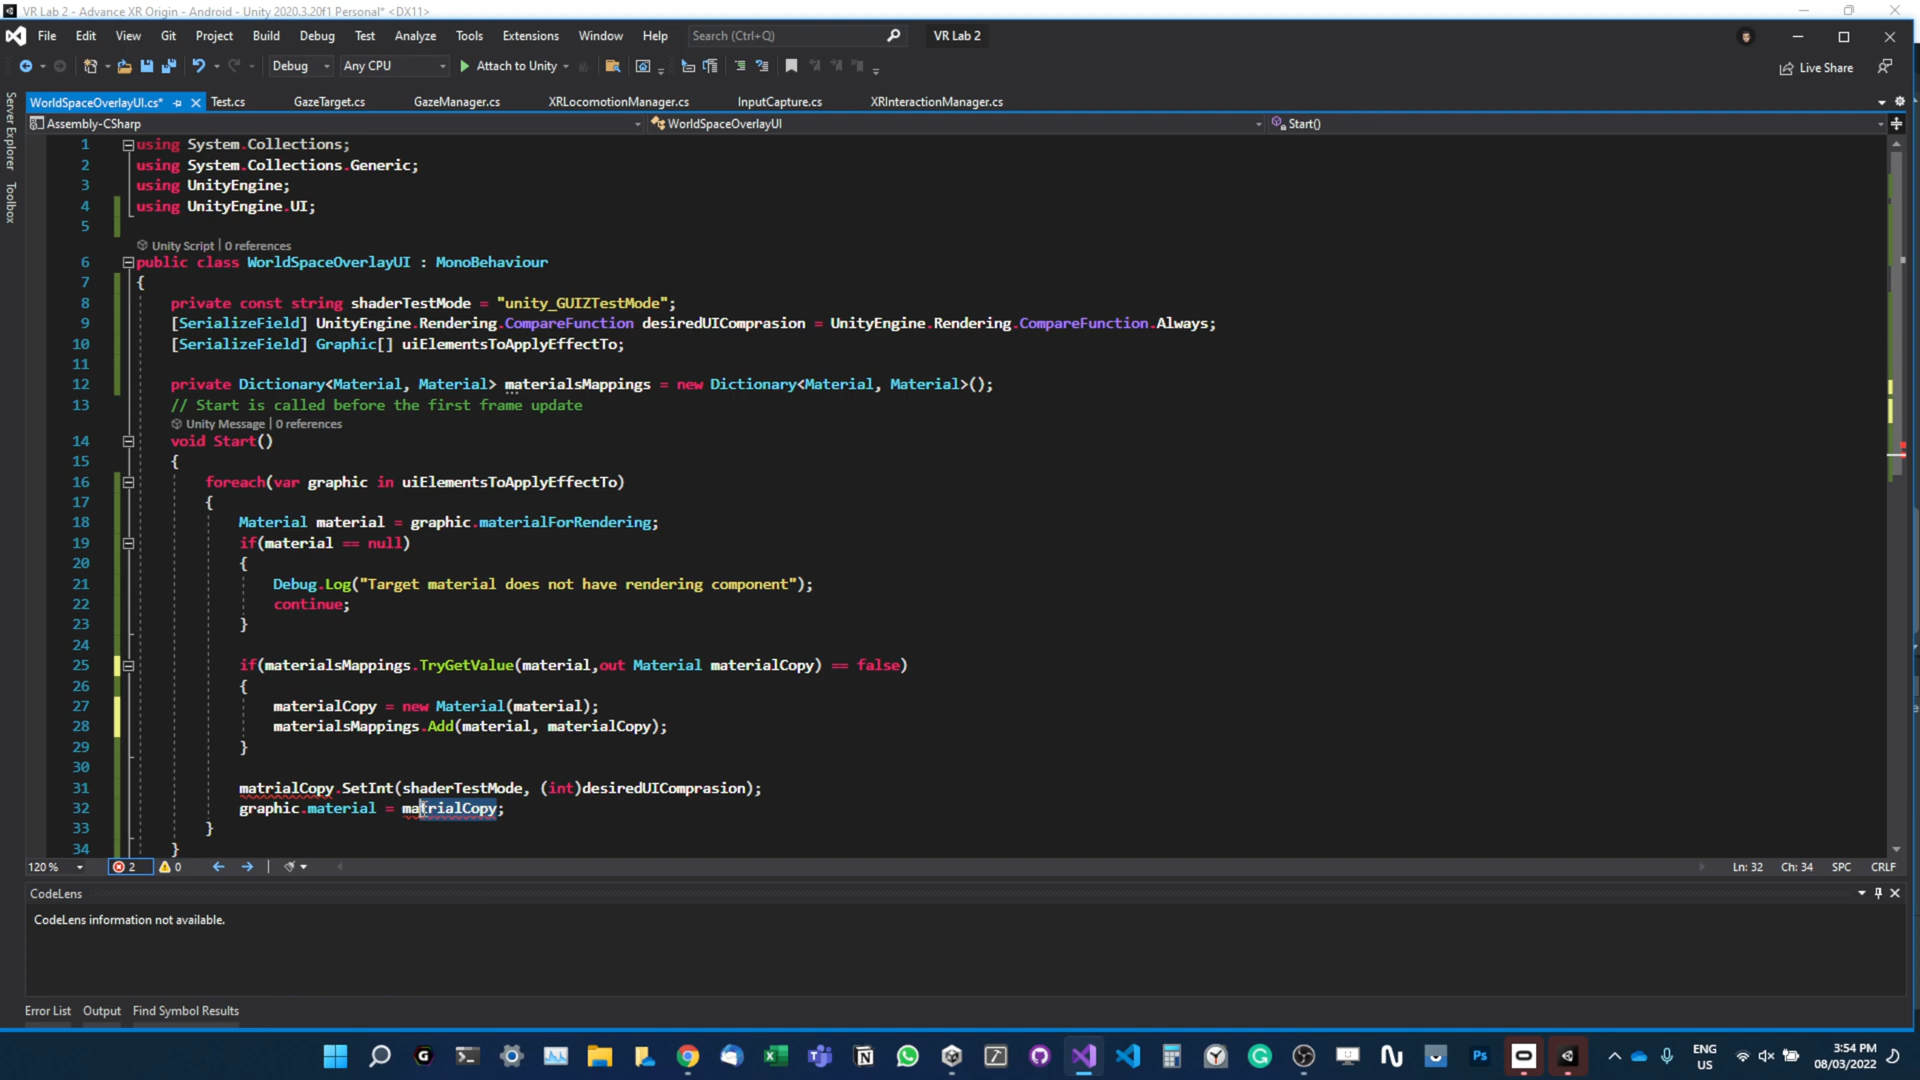 VR Lab 2 - Advance XR Origin - Android - Unity 2020.3.20f1 Personal* <DX11>
File Edit View Git Project Build Debug Test Analyze Tools Extensions Window Help Search (Ctrl+Q) VR Lab 2
Debug Any CPU Attach to Unity Live Share
WorldSpaceOverlayUI.cs* Test.cs GazeTarget.cs GazeManager.cs XRLocomotionManager.cs InputCapture.cs XRInteractionManager.cs
Assembly-CSharp WorldSpaceOverlayUI Start()
Server Explorer
Toolbox
1 using System.Collections;
2 using System.Collections.Generic;
3 using UnityEngine;
4 using UnityEngine.UI;
5
Unity Script | 0 references
6 public class WorldSpaceOverlayUI : MonoBehaviour
7 {
8 private const string shaderTestMode = "unity_GUIZTestMode";
9 [SerializeField] UnityEngine.Rendering.CompareFunction desiredUIComprasion = UnityEngine.Rendering.CompareFunction.Always;
10 [SerializeField] Graphic[] uiElementsToApplyEffectTo;
11
12 private Dictionary<Material, Material> materialsMappings = new Dictionary<Material, Material>();
13 // Start is called before the first frame update
Unity Message | 0 references
14 void Start()
15 {
16 foreach(var graphic in uiElementsToApplyEffectTo)
17 {
18 Material material = graphic.materialForRendering;
19 if(material == null)
20 {
21 Debug.Log("Target material does not have rendering component");
22 continue;
23 }
24
25 if(materialsMappings.TryGetValue(material,out Material materialCopy) == false)
26 {
27 materialCopy = new Material(material);
28 materialsMappings.Add(material, materialCopy);
29 }
30
31 matrialCopy.SetInt(shaderTestMode, (int)desiredUIComprasion);
32 graphic.material = matrialCopy;
33 }
34 }
120 % 2 0 Ln: 32 Ch: 34 SPC CRLF
CodeLens
CodeLens information not available.
Error List Output Find Symbol Results
ENG
US
3:54 PM
08/03/2022